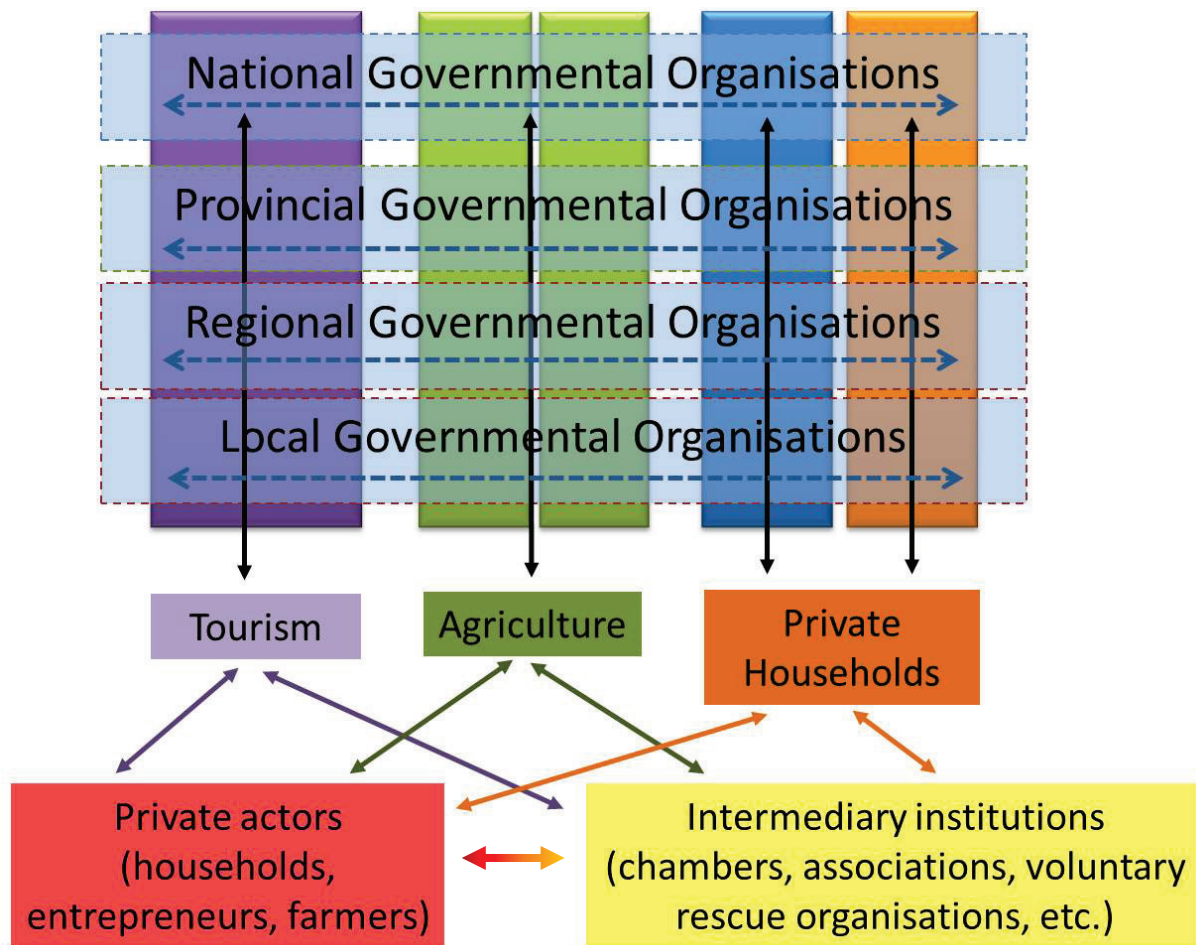 National Governmental Organisations
Provincial Governmental Organisations
Regional Governmental Organisations
Local Governmental Organisations
Tourism
Agriculture
Private
Households
Private actors
(households,
entrepreneurs, farmers)
Intermediary institutions
(chambers, associations, voluntary
rescue organisations, etc.)